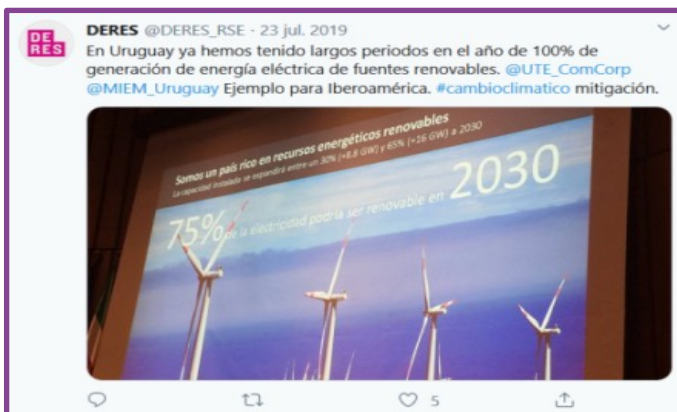 DE
RES
DERES @DERES_RSE · 23 jul. 2019
En Uruguay ya hemos tenido largos periodos en el año de 100% de
generación de energía eléctrica de fuentes renovables. @UTE_ComCorp
@MIEM_Uruguay Ejemplo para Iberoamérica. #cambioclimatico mitigación.
Somos un país rico en recursos energéticos renovables
La capacidad instalada se expandirá entre un 30% (+8.8 GW) y 65% (+16 GW) a 2030
75% de la electricidad podría ser renovable en 2030
5